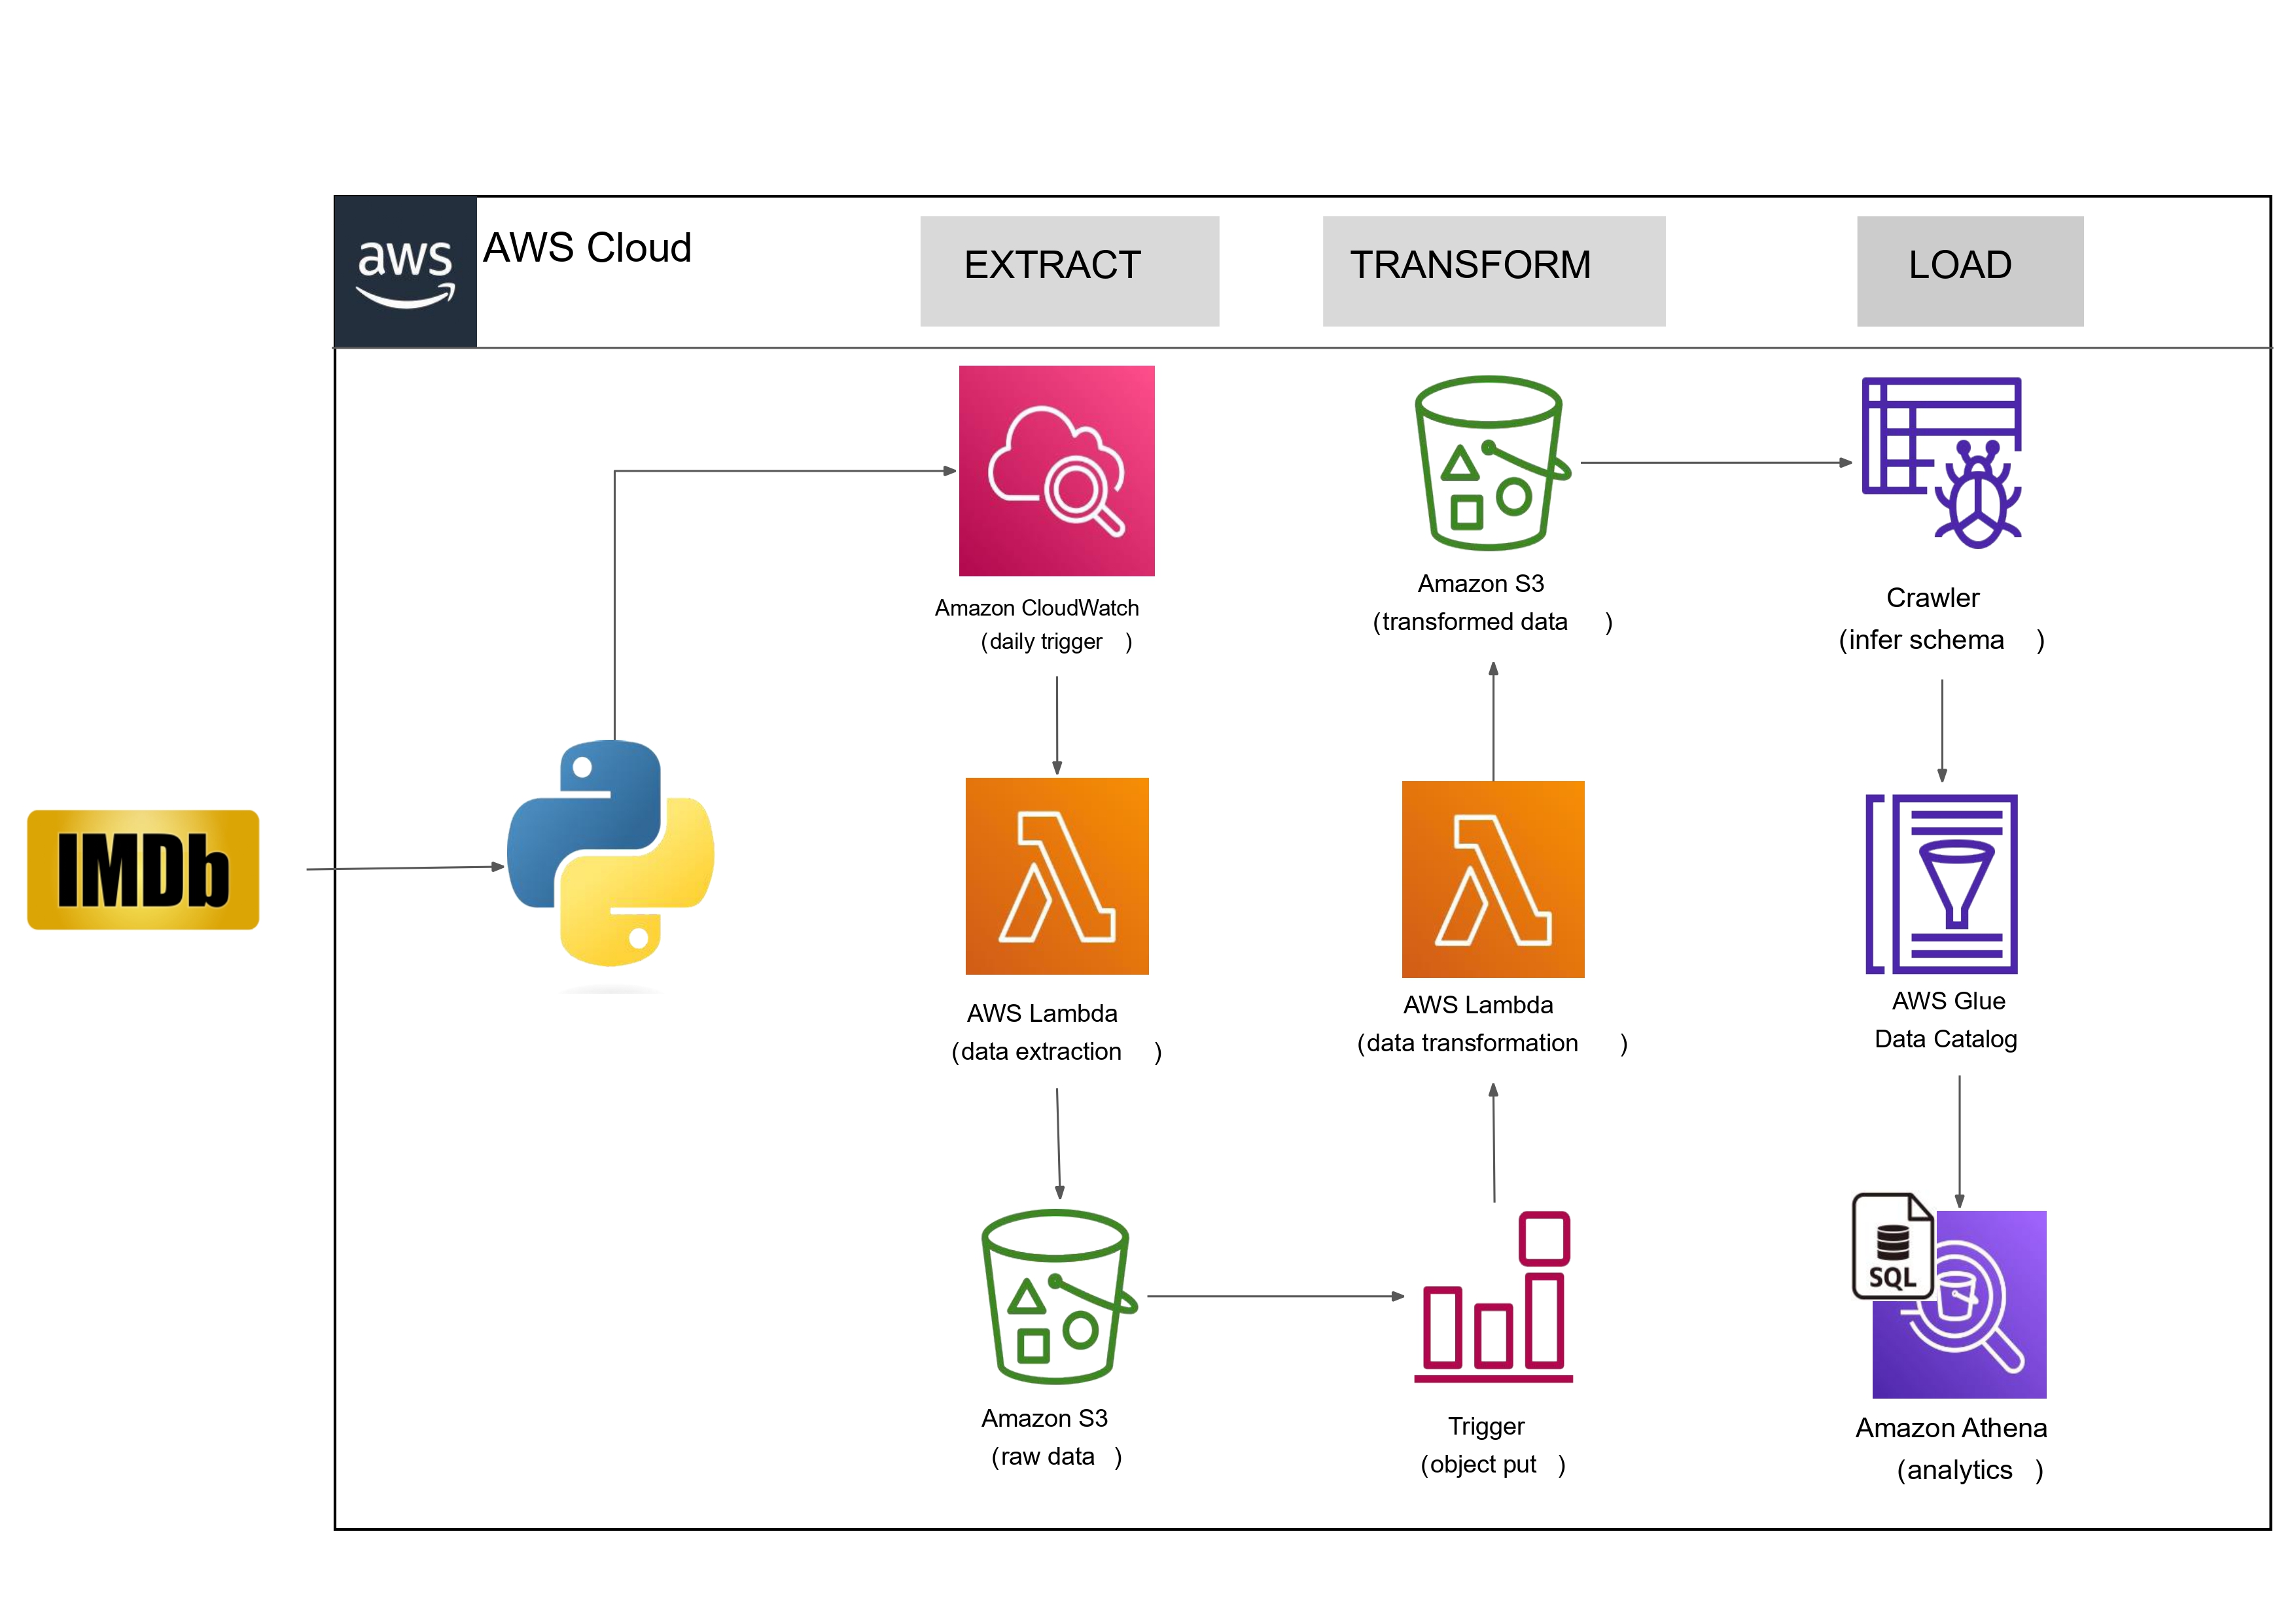 aws
AWS Cloud
EXTRACT
TRANSFORM
LOAD
Amazon CloudWatch
(daily trigger )
Amazon S3
(transformed data )
Crawler
(infer schema )
IMDb
AWS Lambda
(data extraction )
AWS Lambda
(data transformation )
AWS Glue
Data Catalog
SQL
Amazon S3
(raw data )
Trigger
(object put )
Amazon Athena
(analytics )